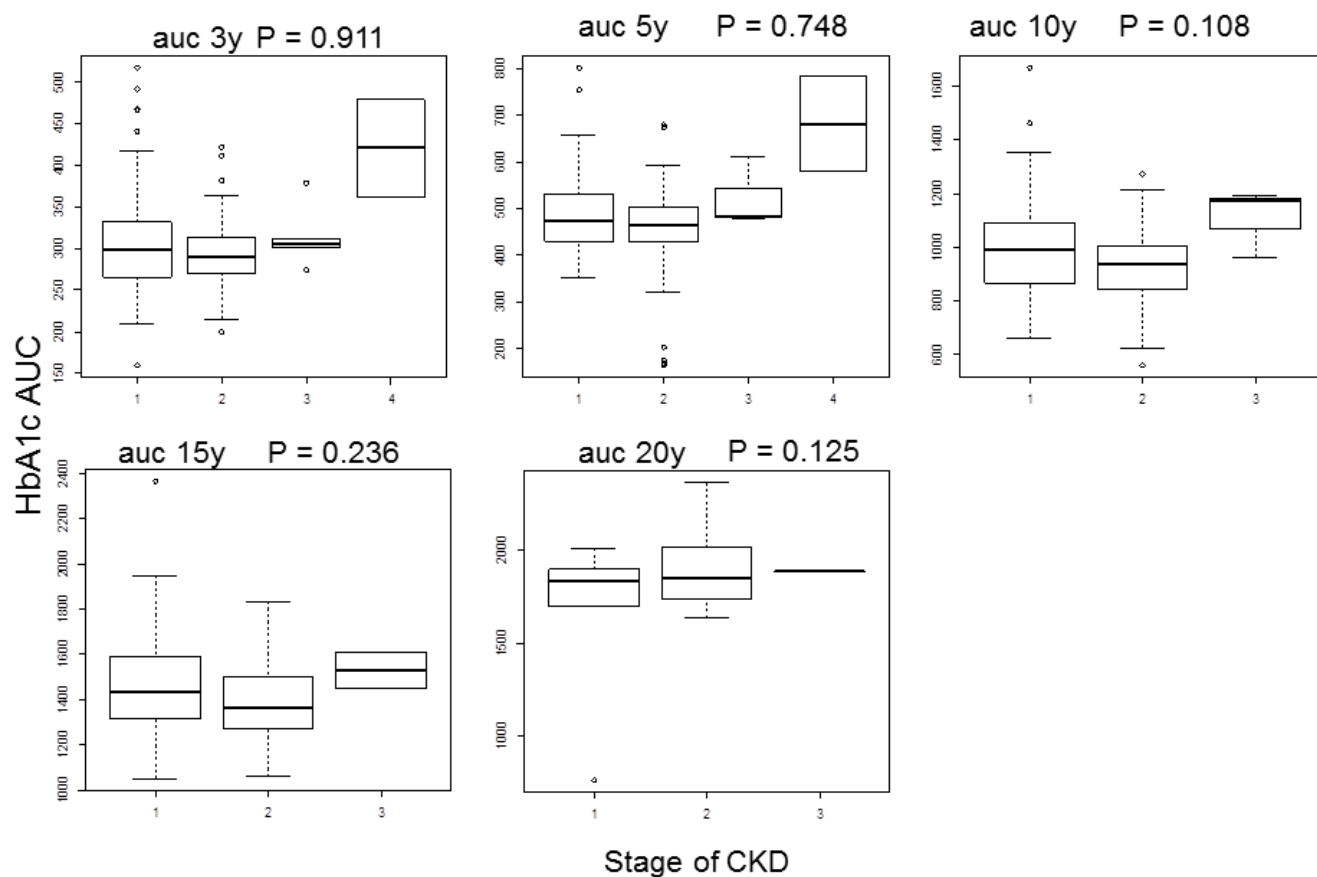 auc 3y P = 0.911
auc 5y P = 0.748
auc 10y P = 0.108
500
450
400
350
300
250
200
150
1 2 3 4
800
700
600
500
400
300
200
1 2 3 4
1600
1400
1200
1000
800
600
1 2 3
HbA1c AUC
auc 15y P = 0.236
auc 20y P = 0.125
2400
2200
2000
1800
1600
1400
1200
1000
1 2 3
2000
1500
1000
1 2 3
Stage of CKD